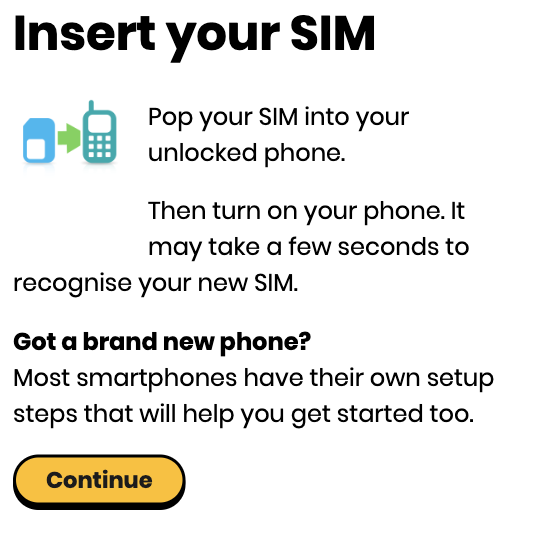 Insert your SIM
Pop your SIM into your
unlocked phone.
Then turn on your phone. It
may take a few seconds to
recognise your new SIM.
Got a brand new phone?
Most smartphones have their own setup
steps that will help you get started too.
Continue